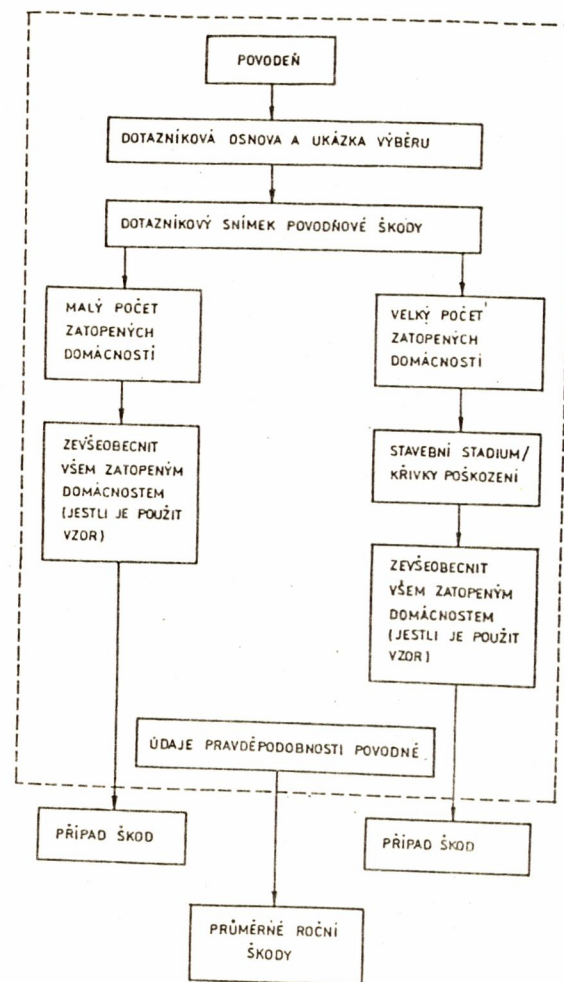 POVODEŇ
DOTAZNÍKOVÁ OSNOVA A UKÁZKA VÝBĚRU
DOTAZNÍKOVÝ SNÍMEK POVODŇOVÉ ŠKODY
MALÝ POČET
ZATOPENÝCH
DOMÁCNOSTÍ
VELKÝ POČET
ZATOPENÝCH
DOMÁCNOSTÍ
ZEVŠEOBECNIT
VŠEM ZATOPENÝM
DOMÁCNOSTEM
(JESTLI JE POUŽIT
VZOR)
STAVEBNÍ STADIUM/
KŘIVKY POŠKOZENÍ
ZEVŠEOBECNIT
VŠEM ZATOPENÝM
DOMÁCNOSTEM
(JESTLI JE POUŽIT
VZOR)
ÚDAJE PRAVDĚPODOBNOSTI POVODNĚ
PŘÍPAD ŠKOD
PŘÍPAD ŠKOD
PRŮMĚRNÉ ROČNÍ
ŠKODY